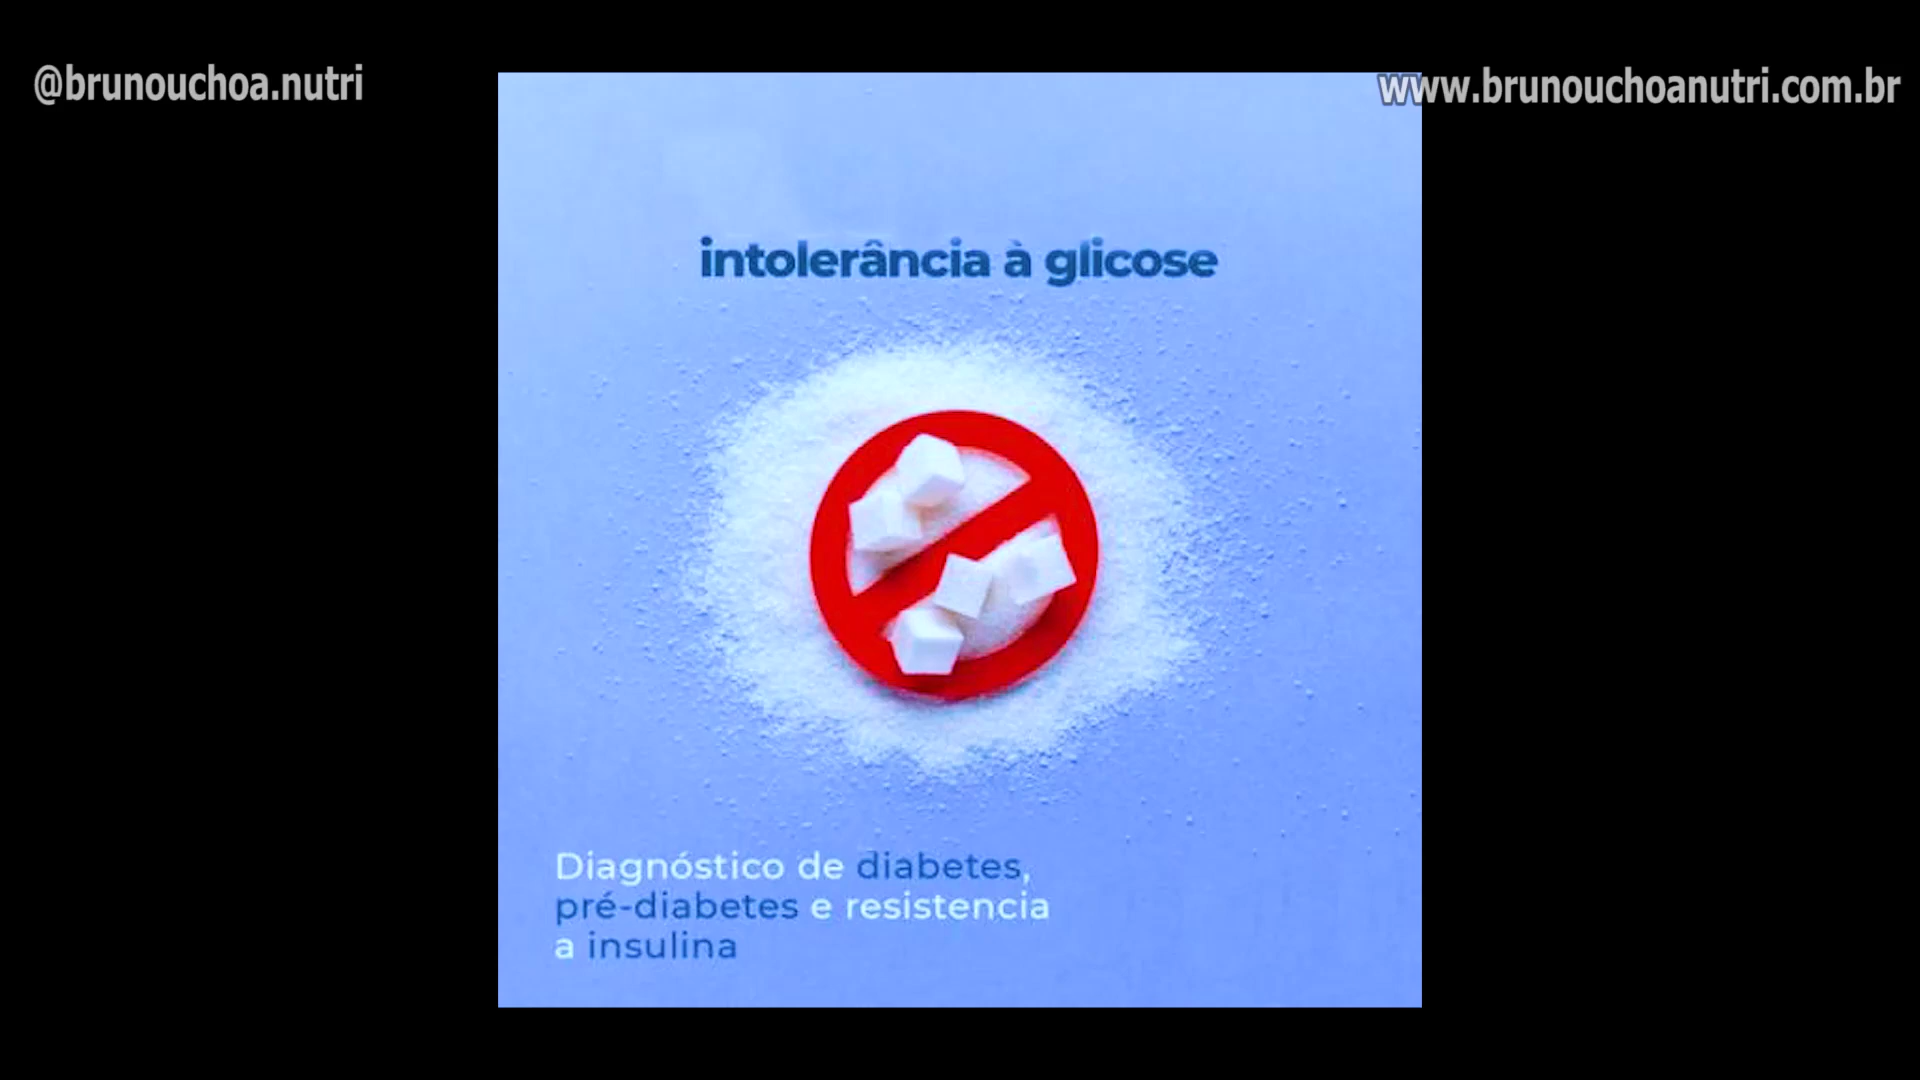 @brunouchoa.nutri
www.brunouchoanutri.com.br
intolerância à glicose
Diagnóstico de diabetes,
pré-diabetes e resistencia
a insulina